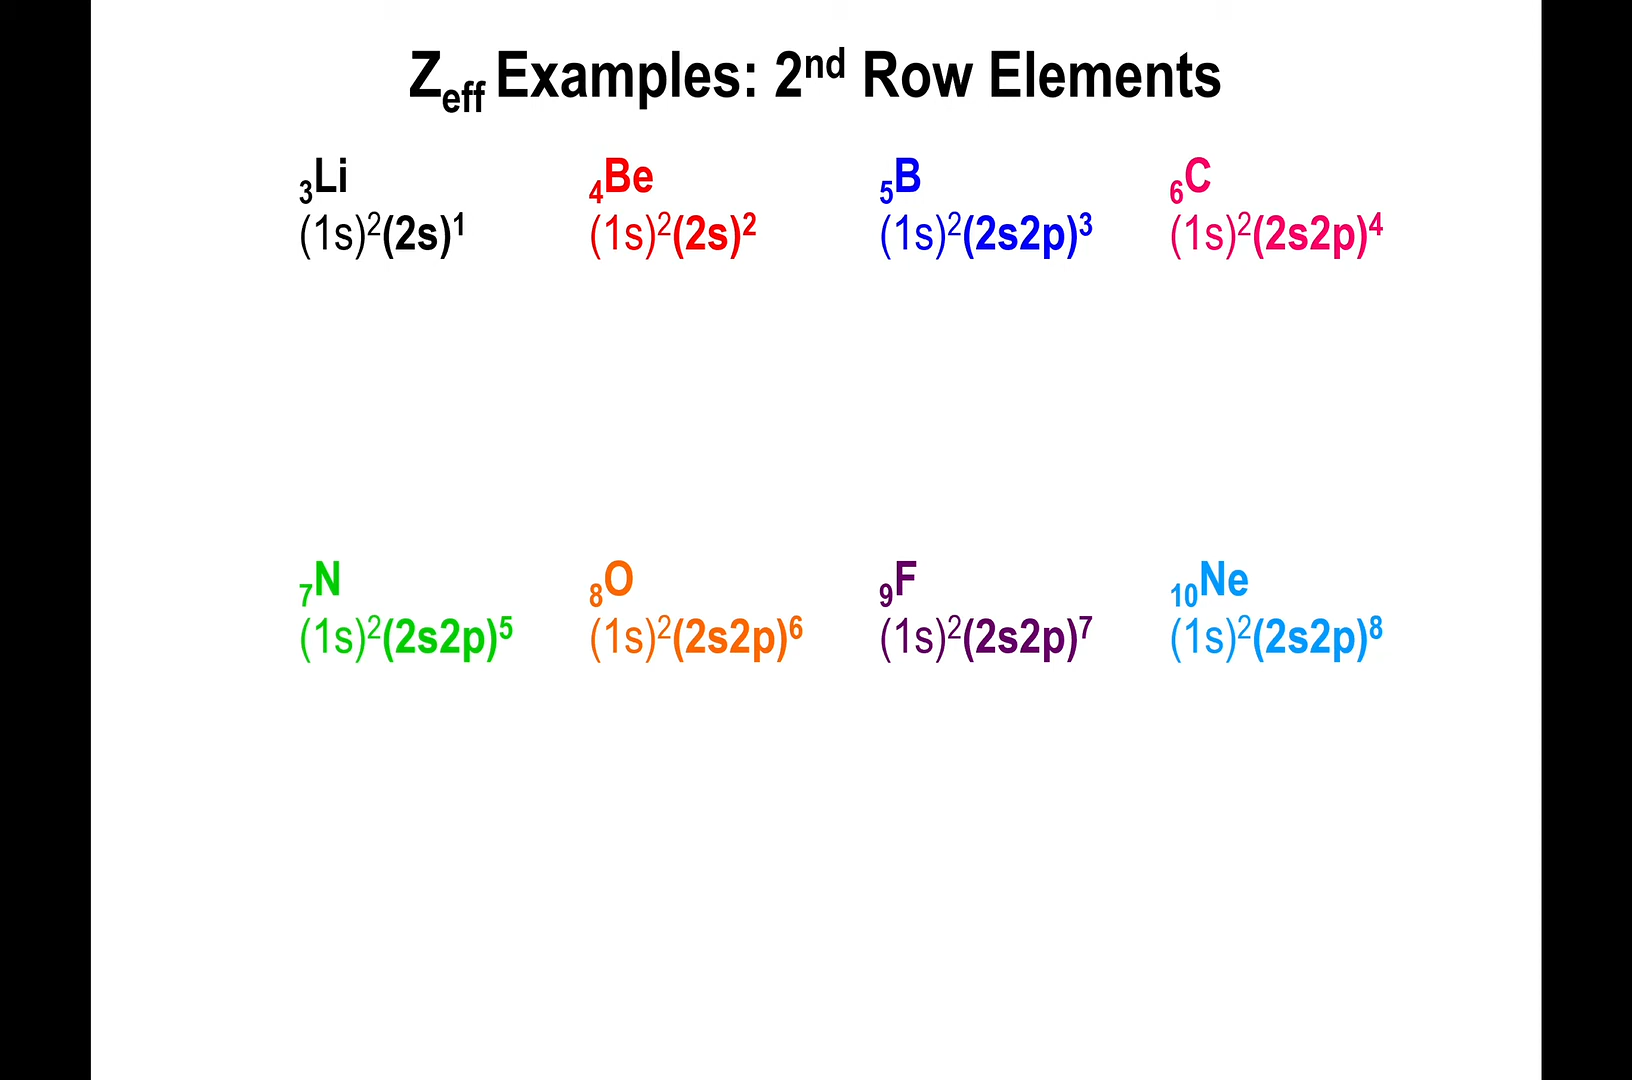 Zeff Examples: 2nd Row Elements
3Li 4Be 5B 6C
(1s)²(2s)¹ (1s)²(2s)² (1s)²(2s2p)³ (1s)²(2s2p)⁴
7N 8O 9F 10Ne
(1s)²(2s2p)⁵ (1s)²(2s2p)⁶ (1s)²(2s2p)⁷ (1s)²(2s2p)⁸